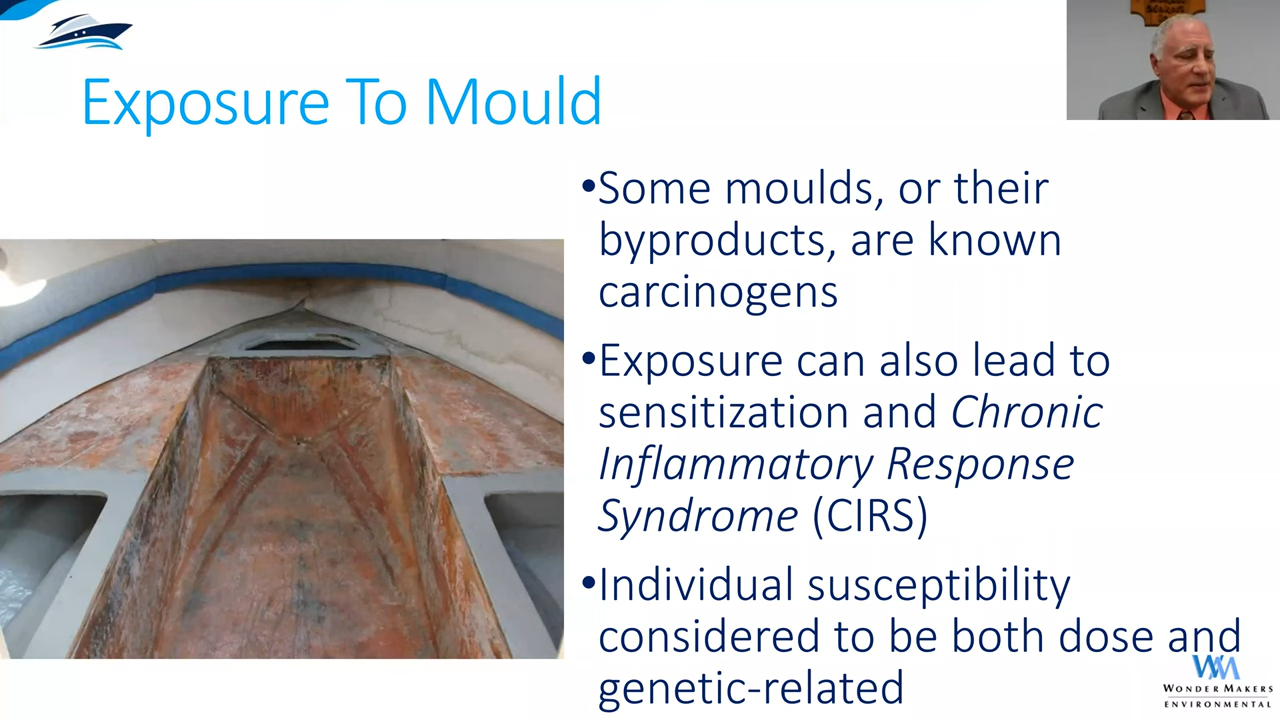 Exposure To Mould
•Some moulds, or their
byproducts, are known
carcinogens
•Exposure can also lead to
sensitization and Chronic
Inflammatory Response
Syndrome (CIRS)
•Individual susceptibility
considered to be both dose and
genetic-related
WONDER MAKERS
ENVIRONMENTAL